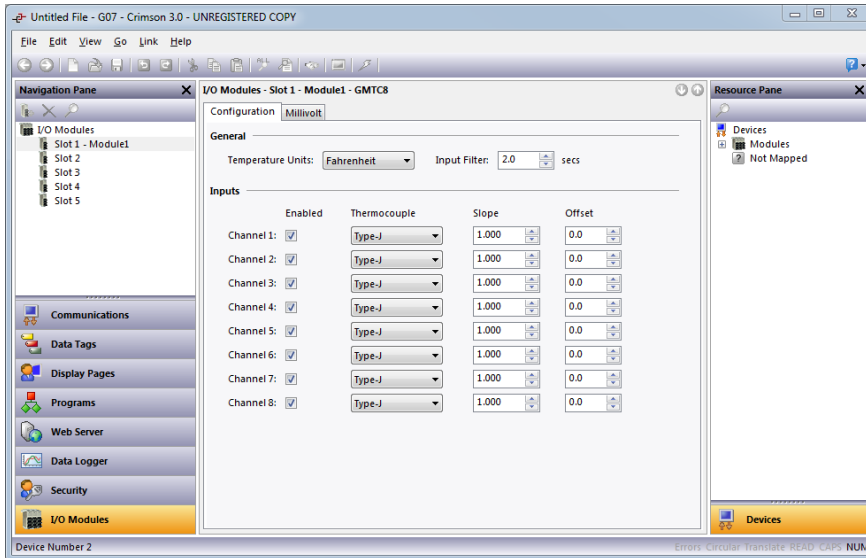 Untitled File - G07 - Crimson 3.0 - UNREGISTERED COPY
File Edit View Go Link Help
Navigation Pane
I/O Modules
Slot 1 - Module1
Slot 2
Slot 3
Slot 4
Slot 5
Communications
Data Tags
Display Pages
Programs
Web Server
Data Logger
Security
I/O Modules
I/O Modules - Slot 1 - Module1 - GMTC8
Configuration Millivolt
General
Temperature Units: Fahrenheit Input Filter: 2.0 secs
Inputs
Enabled Thermocouple Slope Offset
Channel 1: Type-J 1.000 0.0
Channel 2: Type-J 1.000 0.0
Channel 3: Type-J 1.000 0.0
Channel 4: Type-J 1.000 0.0
Channel 5: Type-J 1.000 0.0
Channel 6: Type-J 1.000 0.0
Channel 7: Type-J 1.000 0.0
Channel 8: Type-J 1.000 0.0
Resource Pane
Devices
Modules
Not Mapped
Devices
Device Number 2
Errors Circular Translate READ CAPS NUM